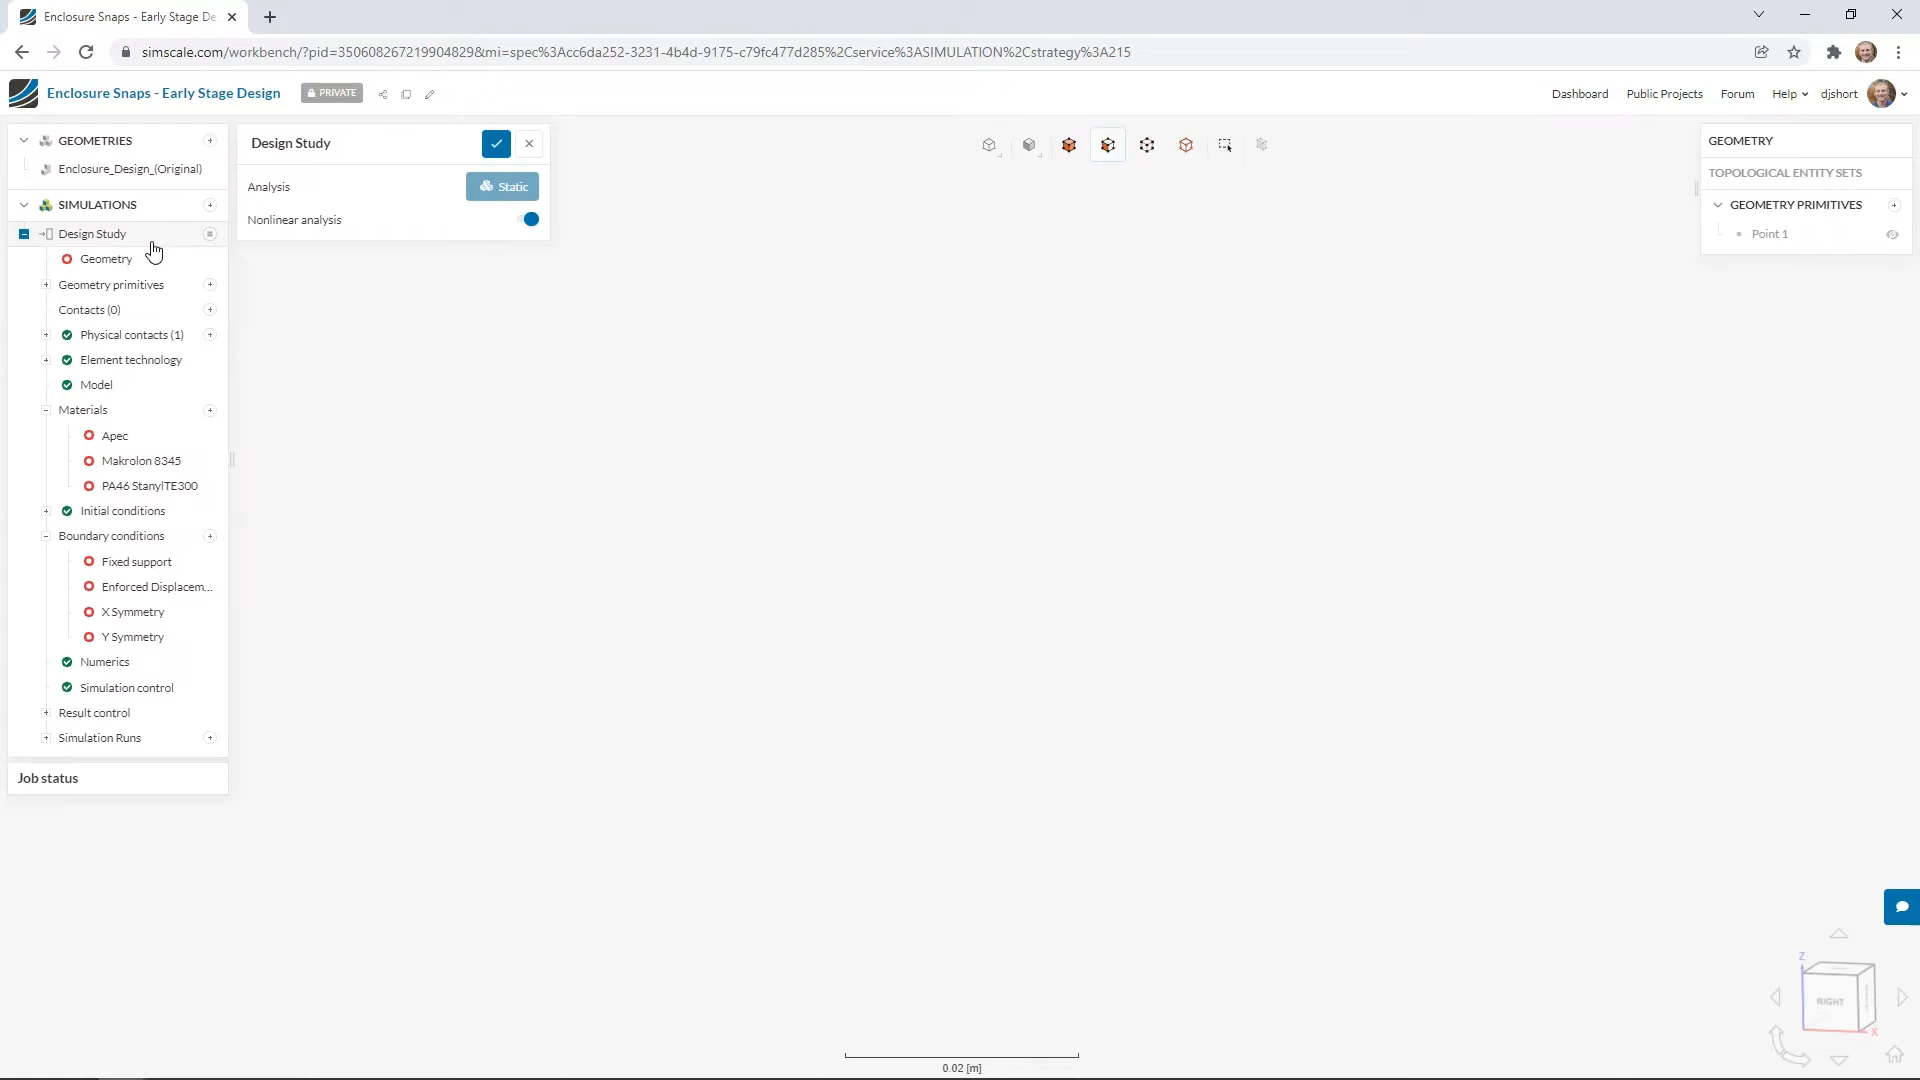 Enclosure Snaps - Early Stage De
simscale.com/workbench/?pid=350608267219904829&mi=spec%3Acc6da252-3231-4b4d-9175-c79fc477d285%2Cservice%3ASIMULATION%2Cstrategy%3A215
Enclosure Snaps - Early Stage Design
PRIVATE
Dashboard
Public Projects
Forum
Help
djshort
GEOMETRIES
Enclosure_Design_(Original)
SIMULATIONS
Design Study
Geometry
Geometry primitives
Contacts (0)
Physical contacts (1)
Element technology
Model
Materials
Apec
Makrolon 8345
PA46 StanylTE300
Initial conditions
Boundary conditions
Fixed support
Enforced Displacem...
X Symmetry
Y Symmetry
Numerics
Simulation control
Result control
Simulation Runs
Job status
Design Study
Analysis
Static
Nonlinear analysis
GEOMETRY
TOPOLOGICAL ENTITY SETS
GEOMETRY PRIMITIVES
Point 1
Z
RIGHT
X
0.02 [m]